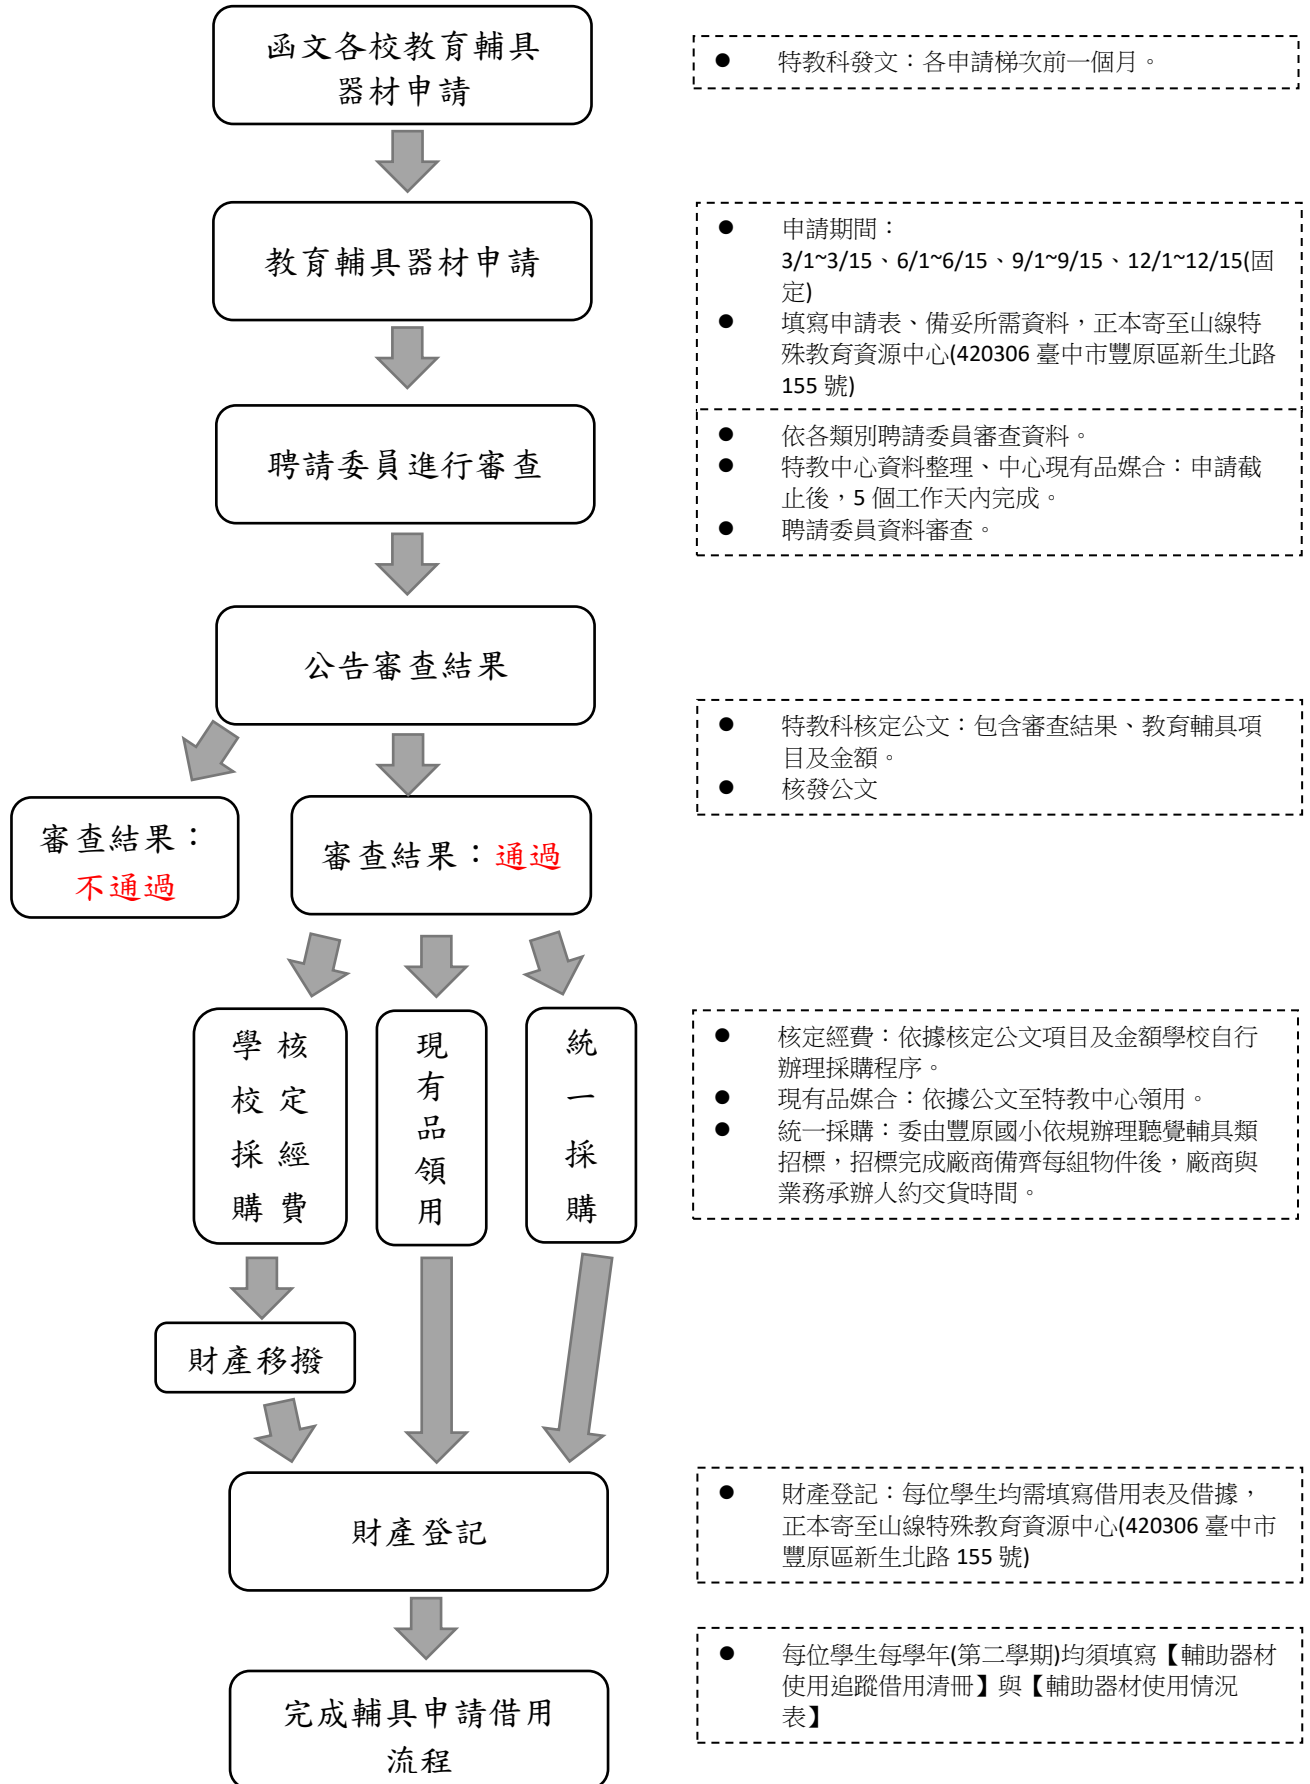 函文各校教育輔具
器材申請
● 特教科發文：各申請梯次前一個月。
教育輔具器材申請
● 申請期間：
3/1~3/15、6/1~6/15、9/1~9/15、12/1~12/15(固
定)
● 填寫申請表、備妥所需資料，正本寄至山線特
殊教育資源中心(420306 臺中市豐原區新生北路
155 號)
聘請委員進行審查
● 依各類別聘請委員審查資料。
● 特教中心資料整理、中心現有品媒合：申請截
止後，5 個工作天內完成。
● 聘請委員資料審查。
公告審查結果
● 特教科核定公文：包含審查結果、教育輔具項
目及金額。
● 核發公文
審查結果：
不通過
審查結果：通過
核定經費
學校採購
現有品領用
統一採購
● 核定經費：依據核定公文項目及金額學校自行
辦理採購程序。
● 現有品媒合：依據公文至特教中心領用。
● 統一採購：委由豐原國小依規辦理聽覺輔具類
招標，招標完成廠商備齊每組物件後，廠商與
業務承辦人約交貨時間。
財產移撥
財產登記
● 財產登記：每位學生均需填寫借用表及借據，
正本寄至山線特殊教育資源中心(420306 臺中市
豐原區新生北路 155 號)
完成輔具申請借用
流程
● 每位學生每學年(第二學期)均須填寫【輔助器材
使用追蹤借用清冊】與【輔助器材使用情況
表】